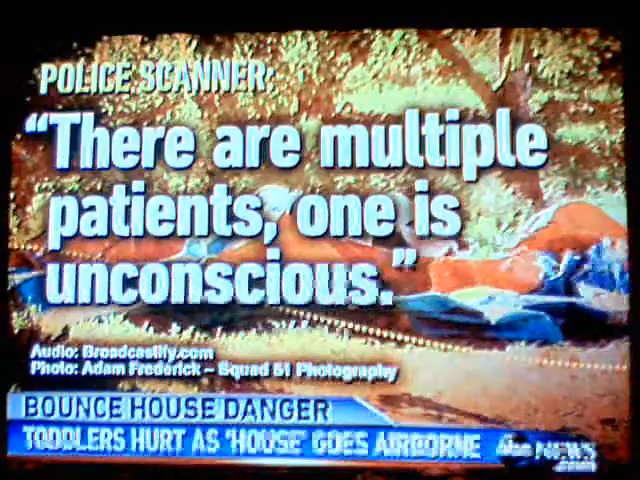 POLICE SCANNER:
“There are multiple
patients, one is
unconscious.”
Audio: Broadcastify.com
Photo: Adam Frederick – Squad 51 Photography
BOUNCE HOUSE DANGER
TODDLERS HURT AS 'HOUSE' GOES AIRBORNE
abc NEWS
.com